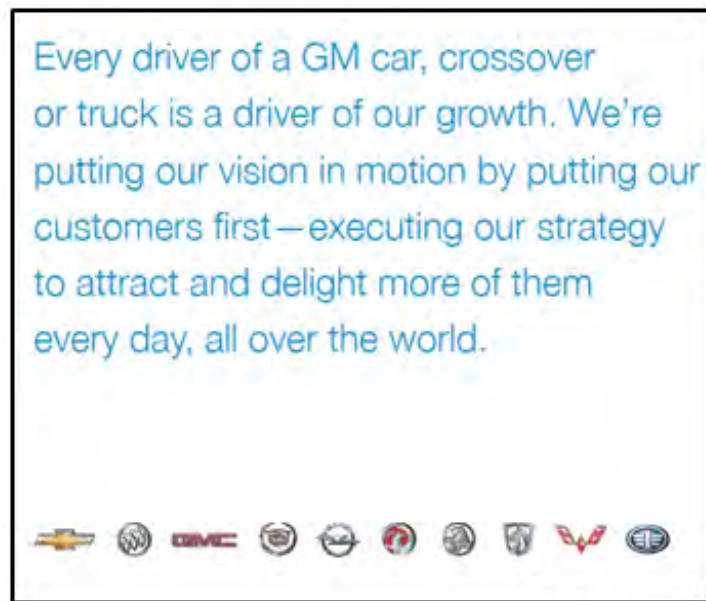 Every driver of a GM car, crossover
or truck is a driver of our growth. We’re
putting our vision in motion by putting our
customers first—executing our strategy
to attract and delight more of them
every day, all over the world.
GMC